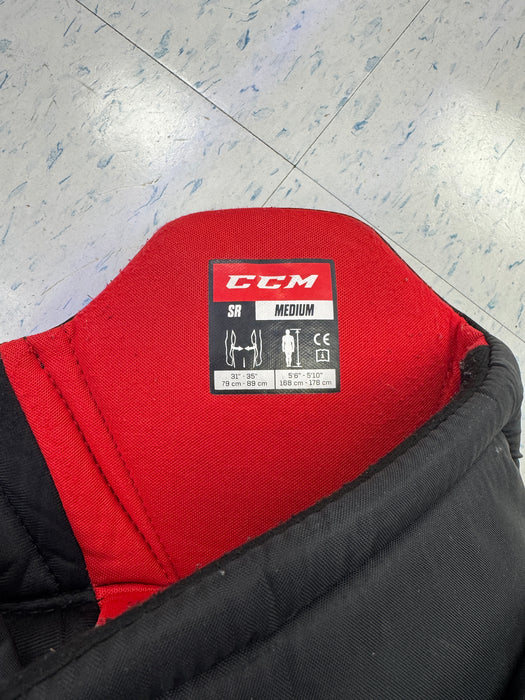 CCM
SR MEDIUM
CE
31" - 35" 5'6" - 5'10"
79 cm - 89 cm 168 cm - 178 cm